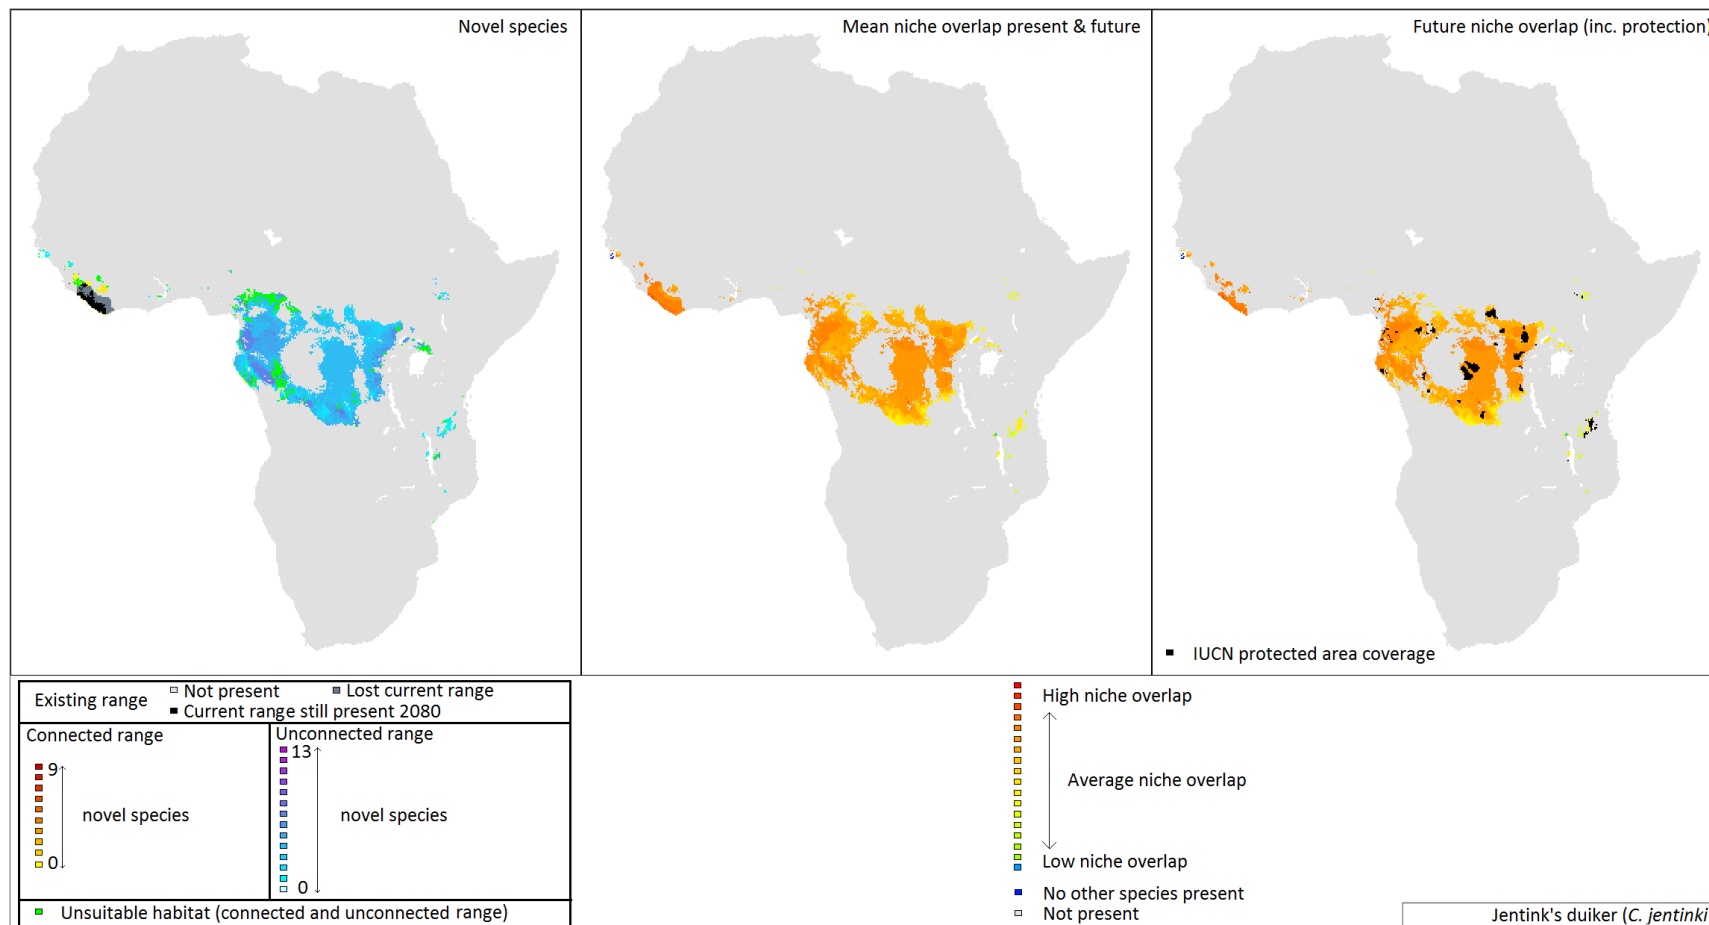 Novel species
Mean niche overlap present & future
Future niche overlap (inc. protection)
IUCN protected area coverage
Existing range
Not present
Lost current range
Current range still present 2080
Connected range
9
novel species
0
Unconnected range
13
novel species
0
Unsuitable habitat (connected and unconnected range)
High niche overlap
Average niche overlap
Low niche overlap
No other species present
Not present
Jentink's duiker (C. jentinki